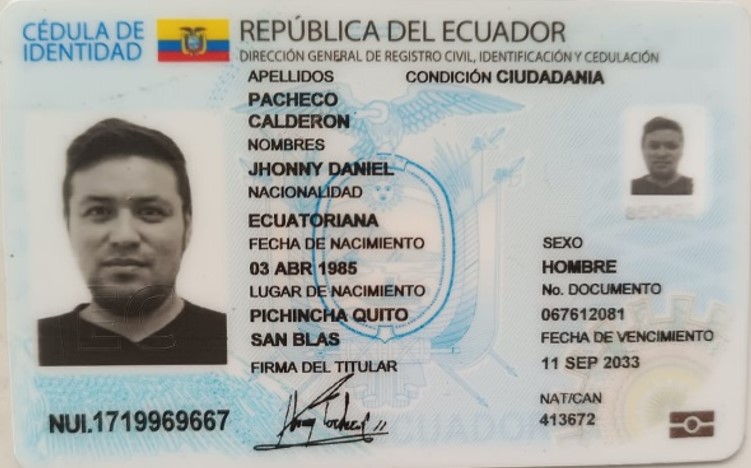 CÉDULA DE
IDENTIDAD
REPÚBLICA DEL ECUADOR
DIRECCIÓN GENERAL DE REGISTRO CIVIL, IDENTIFICACIÓN Y CEDULACIÓN
APELLIDOS
CONDICIÓN CIUDADANIA
PACHECO
CALDERON
NOMBRES
JHONNY DANIEL
NACIONALIDAD
ECUATORIANA
FECHA DE NACIMIENTO
03 ABR 1985
LUGAR DE NACIMIENTO
PICHINCHA QUITO
SAN BLAS
FIRMA DEL TITULAR
SEXO
HOMBRE
No. DOCUMENTO
067612081
FECHA DE VENCIMIENTO
11 SEP 2033
NAT/CAN
413672
NUI.1719969667
ECUADOR